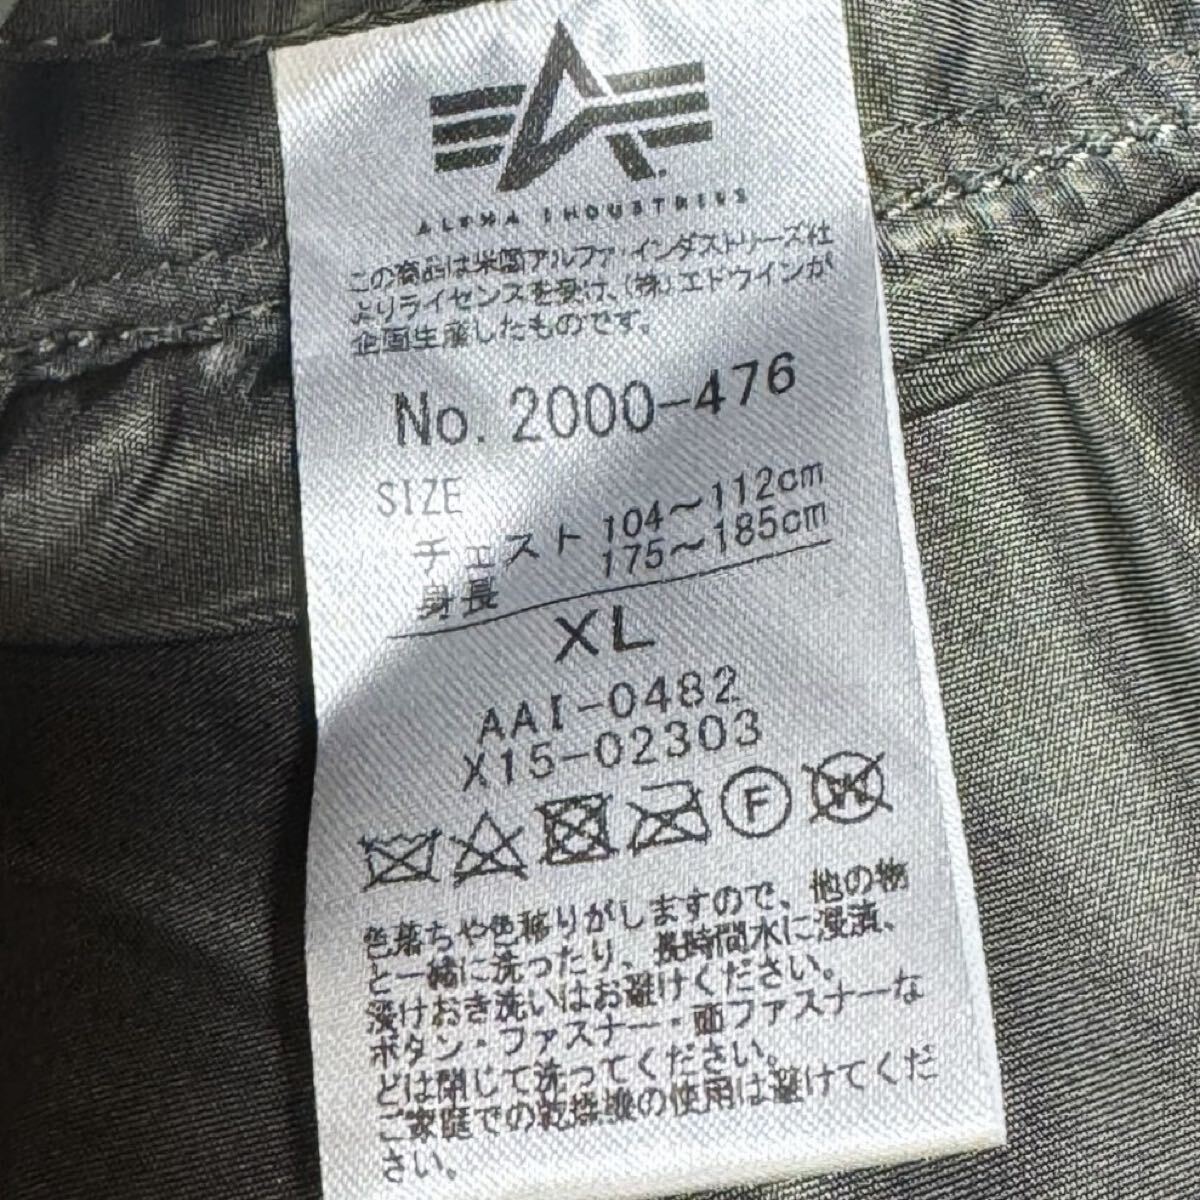 ALPHA INDUSTRIES
この商品は米国アルファ・インダストリーズ社
よりライセンスを受け、(株)エドウインが
企画生産したものです。
No. 2000-476
SIZE
チェスト 104~112cm
身長 175~185cm
XL
AAI-0482
X15-02303
F W
色落ちや色移りがしますので、他の物
と一緒に洗ったり、長時間水に浸漬、
浸けおき洗いはお避けください。
ボタン・ファスナー・面ファスナーな
どは閉じて洗ってください。
ご家庭での乾燥機の使用は避けてくだ
さい。